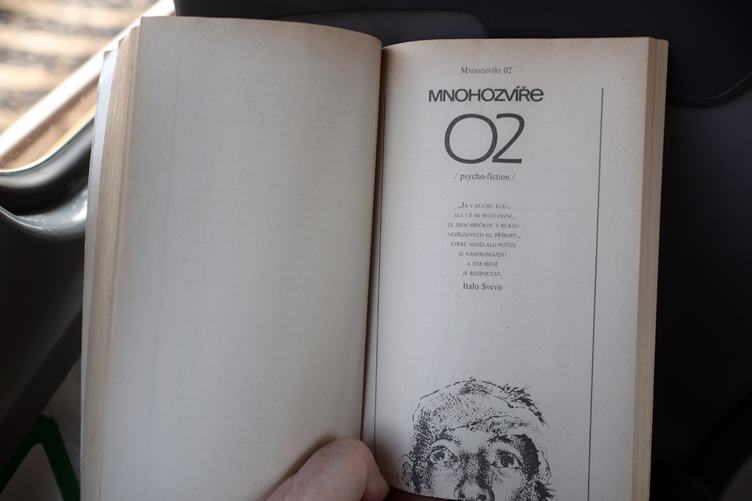 MNOHOZVÍŘE 02
MNOHOZVÍŘE
02
/ psycho-fiction /
„JÁ V DUCHU KLEL,
ALE UŽ MI BYLO JASNÉ,
ŽE JSEM HŘÍČKOU V RUKOU
NEZŘÍZENÝCH SIL PŘÍRODY,
KTERÉ NEDĚLALO POTÍŽE
JE NAHROMADIT
A TÍM MÉNĚ
JE ROZPOUTAT.
Italo Svevo